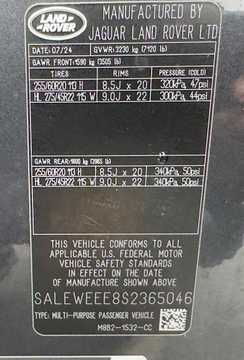 LAND
ROVER
MANUFACTURED BY
JAGUAR LAND ROVER LTD
DATE: 07/24 GVWR: 3230 kg (7120 lb)
GAWR FRONT: 1590 kg (3505 lb)
TIRES RIMS PRESSURE (COLD)
255/60R20 113 H 8.5J x 20 320kPa, 47psi
HL 275/45R22 115 W 9.0J x 22 300kPa, 44psi
GAWR REAR: 1800 kg (3965 lb)
255/60R20 113 H 8.5J x 20 340kPa, 50psi
HL 275/45R22 115 W 9.0J x 22 340kPa, 50psi
THIS VEHICLE CONFORMS TO ALL
APPLICABLE U.S. FEDERAL MOTOR
VEHICLE SAFETY STANDARDS IN
EFFECT ON THE DATE OF
MANUFACTURE SHOWN ABOVE
SALEWEEE8S2365046
TYPE: MULTI-PURPOSE PASSENGER VEHICLE
M8B2-1532-CC